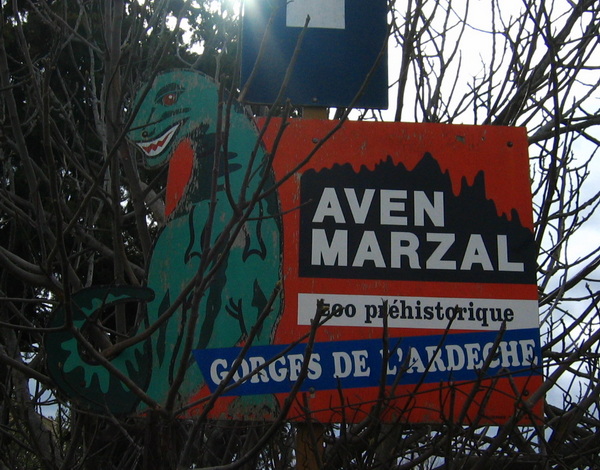 AVEN
MARZAL
zoo préhistorique
GORGES DE L'ARDECHE